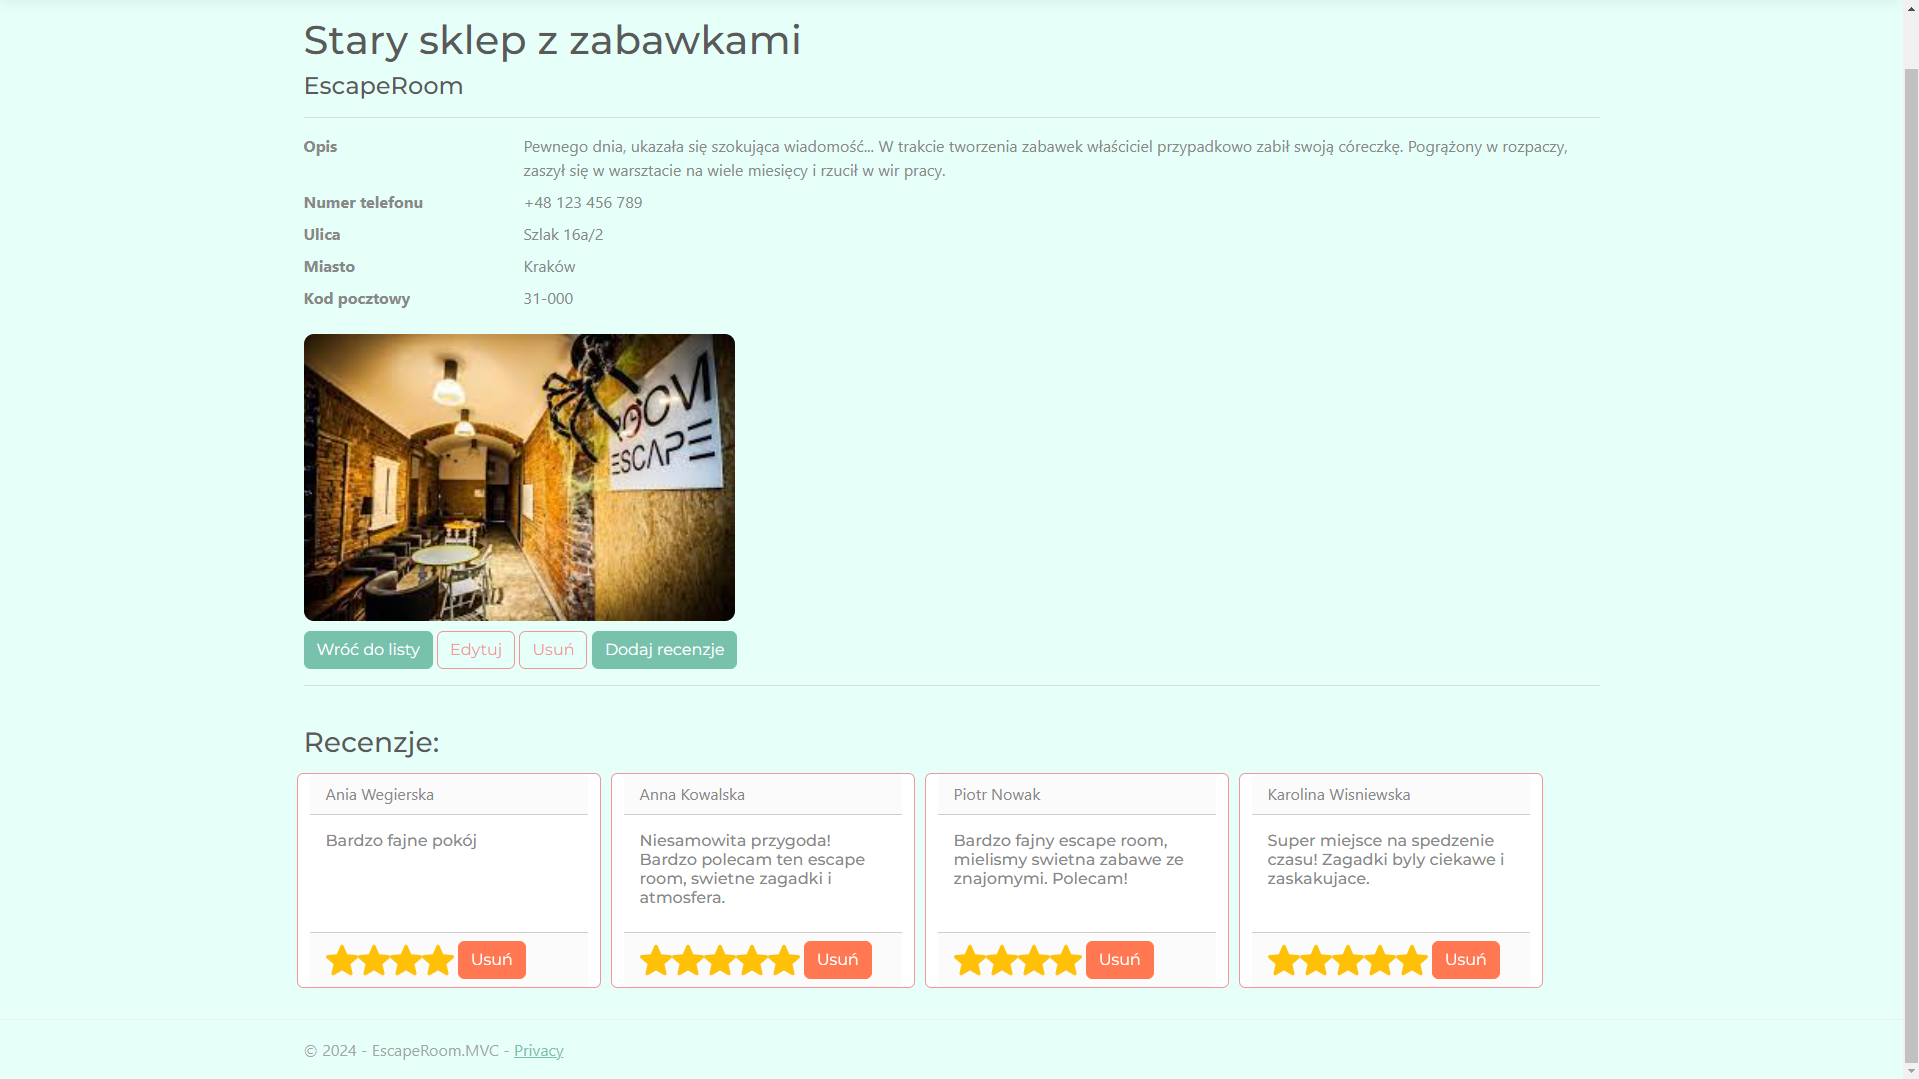 Stary sklep z zabawkami
EscapeRoom
Opis
Pewnego dnia, ukazała się szokująca wiadomość... W trakcie tworzenia zabawek właściciel przypadkowo zabił swoją córeczkę. Pogrążony w rozpaczy,
zaszył się w warsztacie na wiele miesięcy i rzucił w wir pracy.
Numer telefonu +48 123 456 789
Ulica Szlak 16a/2
Miasto Kraków
Kod pocztowy 31-000
ROOM
ESCAPE
Wróć do listy Edytuj Usuń Dodaj recenzje
Recenzje:
Ania Wegierska
Bardzo fajne pokój
Usuń
Anna Kowalska
Niesamowita przygoda!
Bardzo polecam ten escape
room, swietne zagadki i
atmosfera.
Usuń
Piotr Nowak
Bardzo fajny escape room,
mielismy swietna zabawe ze
znajomymi. Polecam!
Usuń
Karolina Wisniewska
Super miejsce na spedzenie
czasu! Zagadki byly ciekawe i
zaskakujace.
Usuń
© 2024 - EscapeRoom.MVC - Privacy